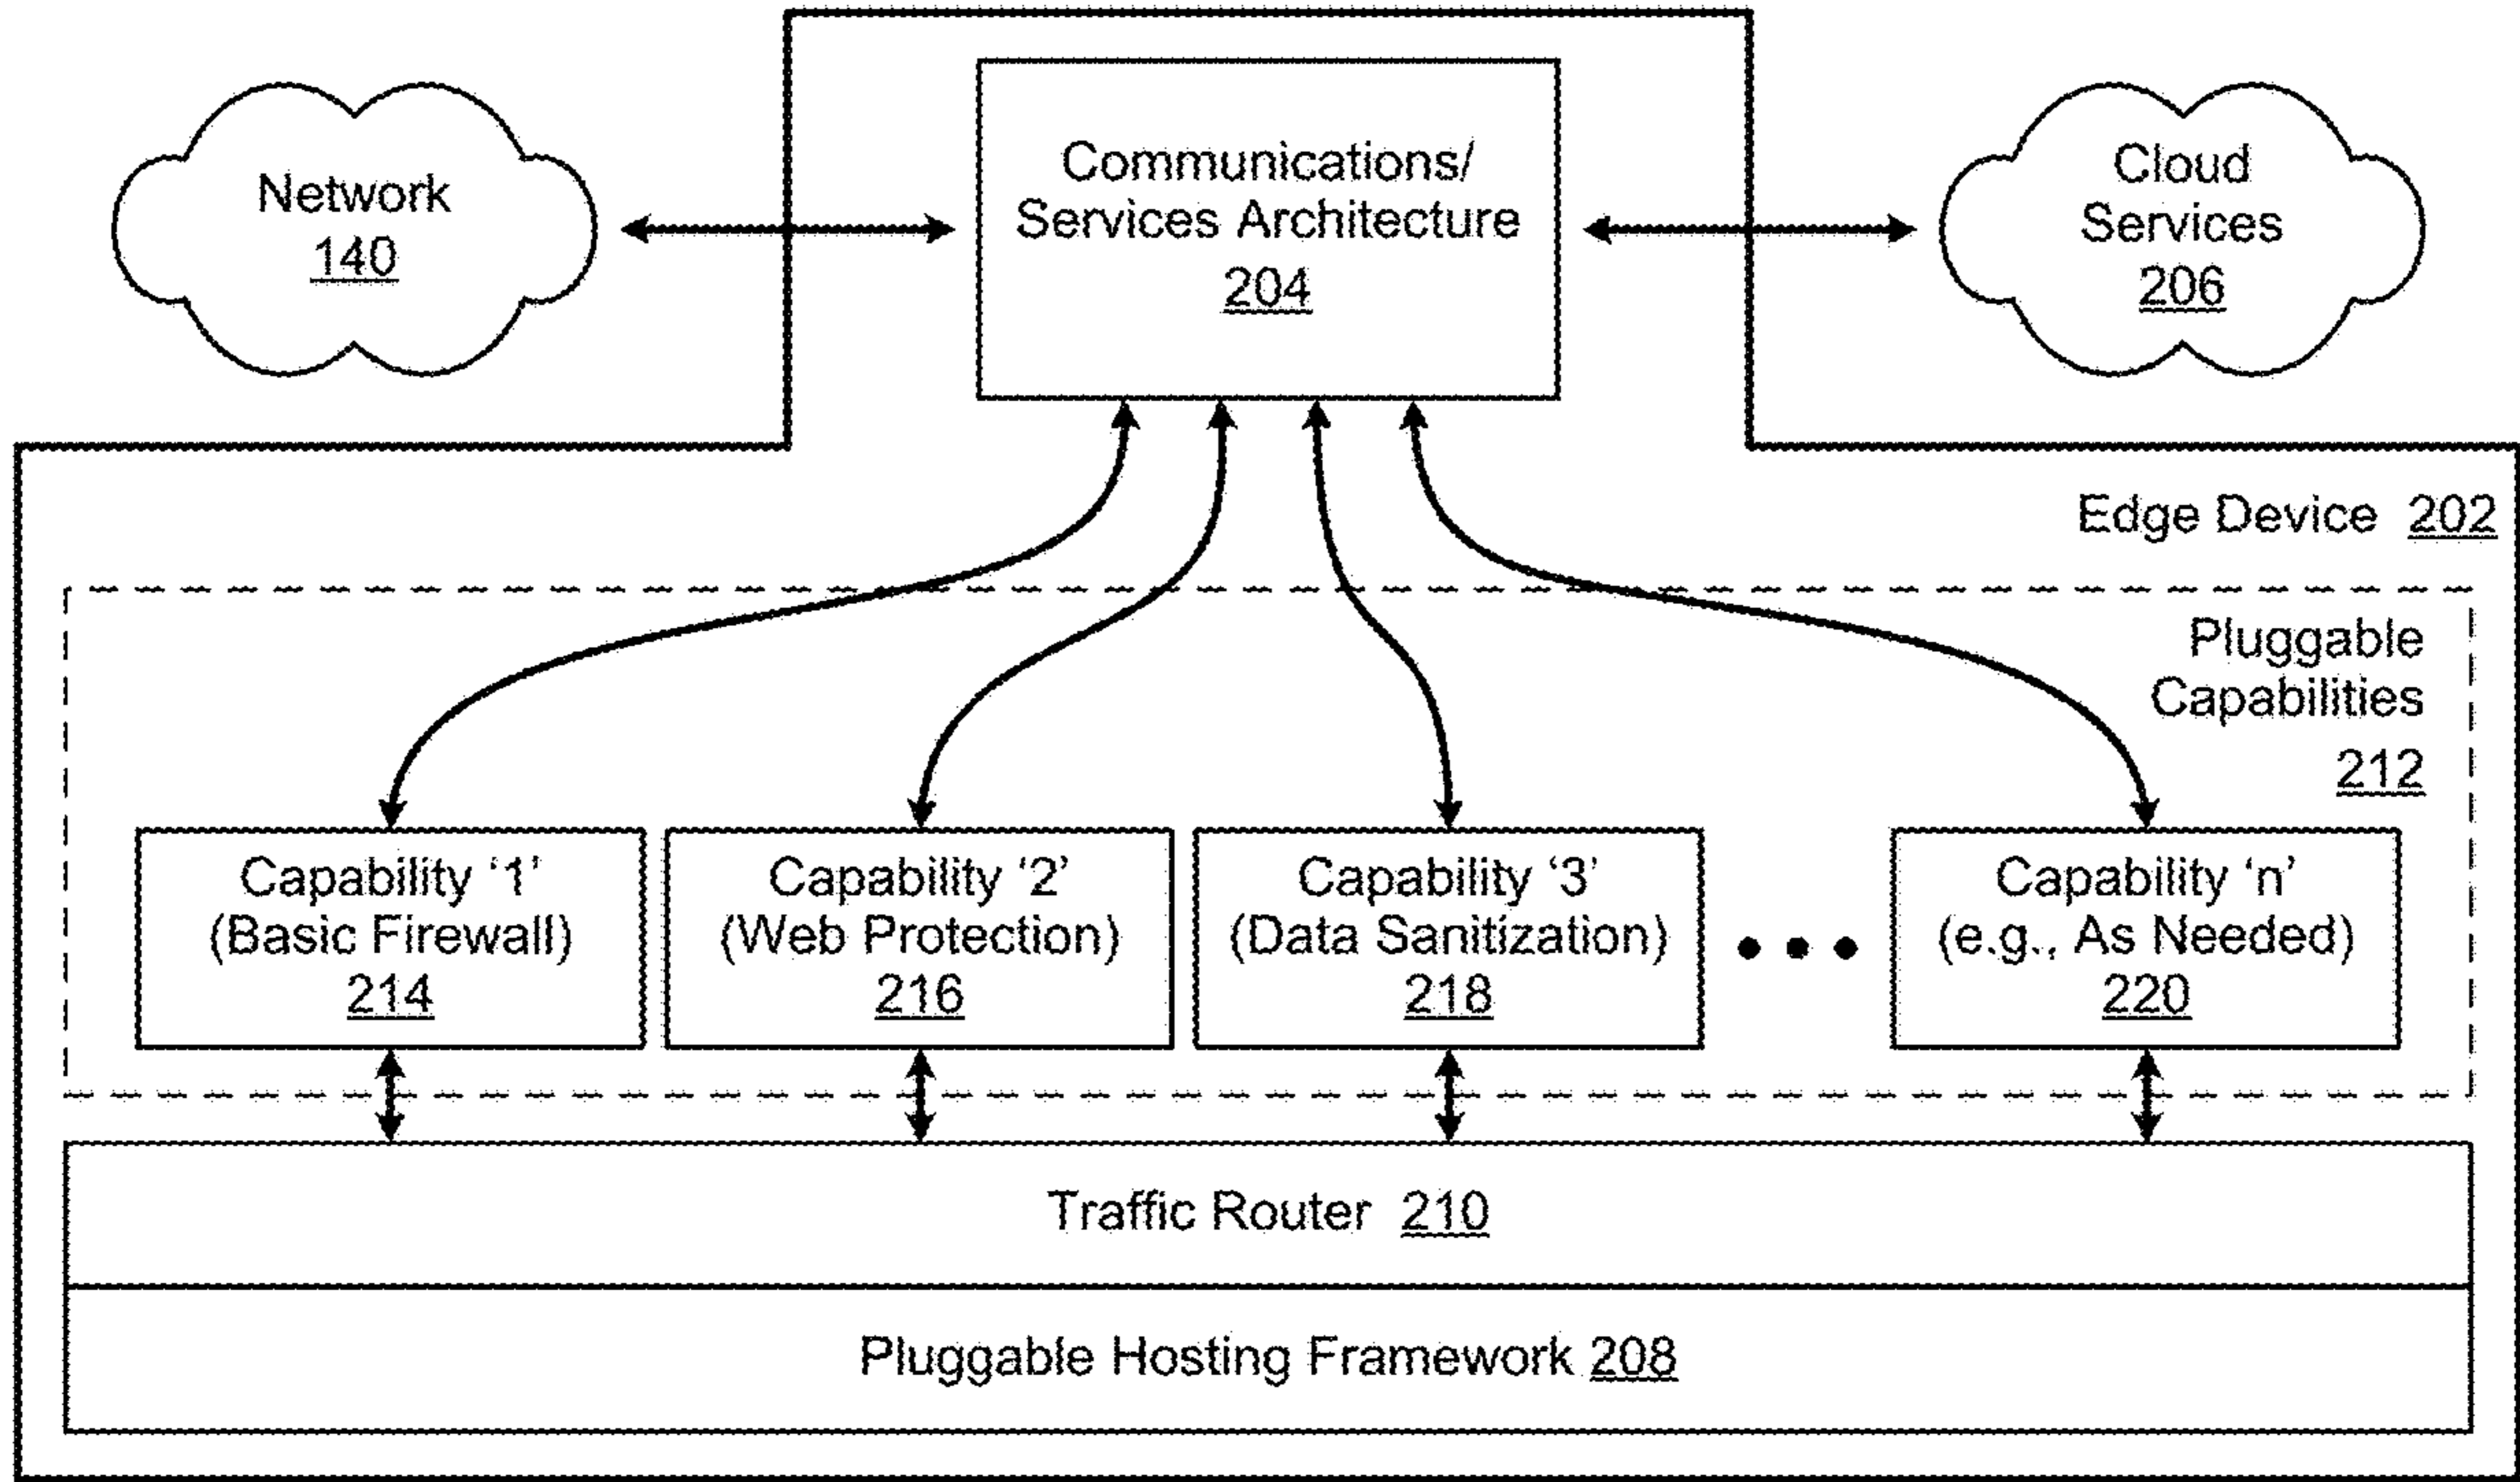 Network
140
Communications/
Services Architecture
204
Cloud
Services
206
Edge Device 202
Pluggable
Capabilities
212
Capability ‘1’
(Basic Firewall)
214
Capability ‘2’
(Web Protection)
216
Capability ‘3’
(Data Sanitization)
218
Capability ‘n’
(e.g., As Needed)
220
Traffic Router 210
Pluggable Hosting Framework 208